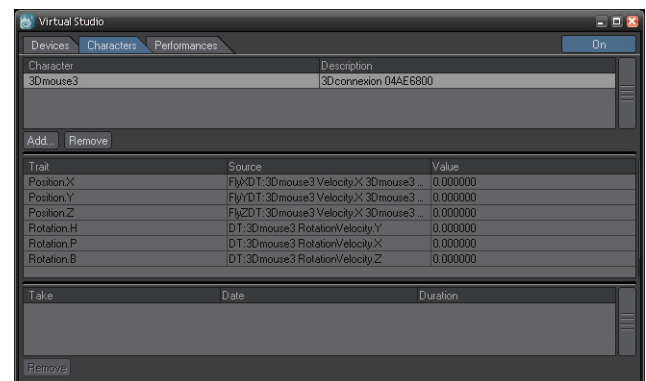 Virtual Studio
Devices Characters Performances On
Character Description
3Dmouse3 3Dconnexion 04AE6800
Add... Remove
Trait Source Value
Position.X FlyXDT:3Dmouse3 Velocity.X 3Dmouse3 ... 0.000000
Position.Y FlyYDT:3Dmouse3 Velocity.X 3Dmouse3 ... 0.000000
Position.Z FlyZDT:3Dmouse3 Velocity.X 3Dmouse3 ... 0.000000
Rotation.H DT:3Dmouse3 RotationVelocity.Y 0.000000
Rotation.P DT:3Dmouse3 RotationVelocity.X 0.000000
Rotation.B DT:3Dmouse3 RotationVelocity.Z 0.000000
Take Date Duration
Remove